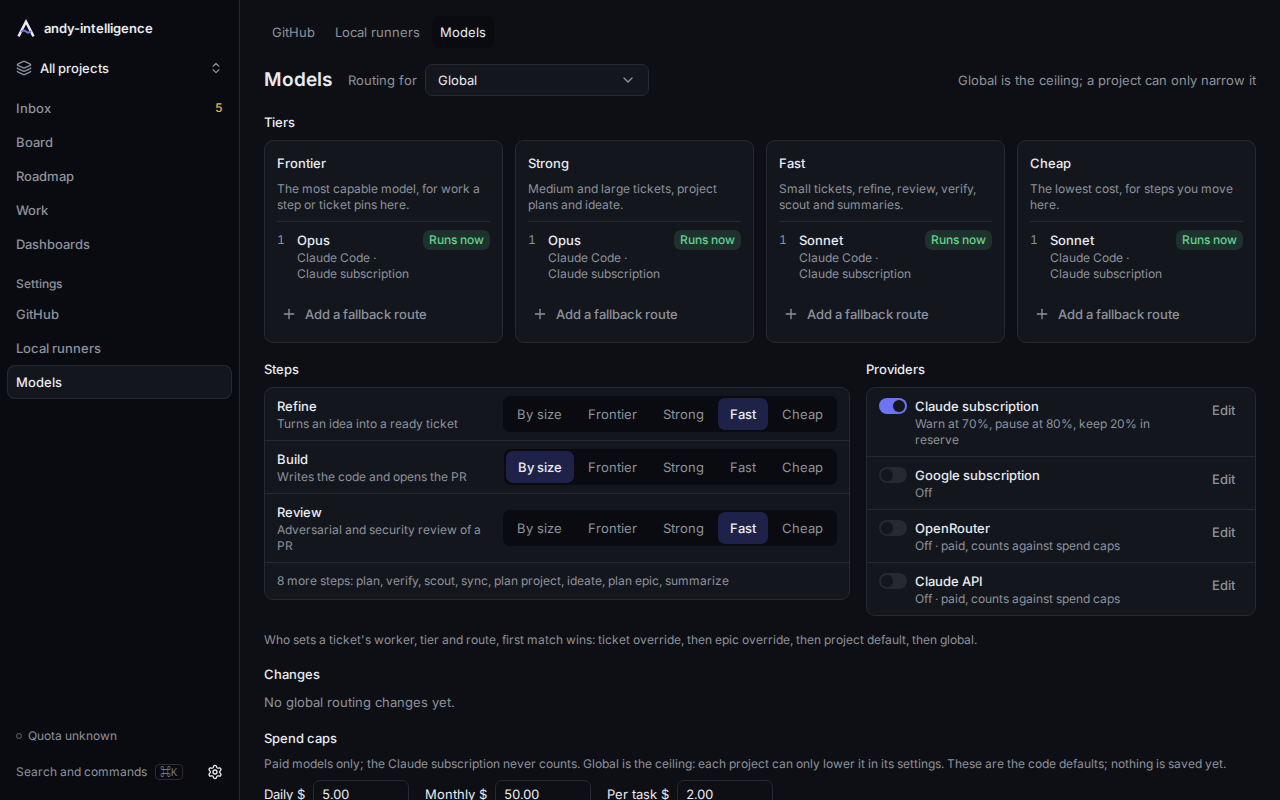 andy-intelligence
All projects
Inbox 5
Board
Roadmap
Work
Dashboards
Settings
GitHub
Local runners
Models
Quota unknown
Search and commands ⌘K
GitHub Local runners Models
Models Routing for Global Global is the ceiling; a project can only narrow it
Tiers
Frontier
The most capable model, for work a
step or ticket pins here.
1 Opus Runs now
Claude Code ·
Claude subscription
+ Add a fallback route
Strong
Medium and large tickets, project
plans and ideate.
1 Opus Runs now
Claude Code ·
Claude subscription
+ Add a fallback route
Fast
Small tickets, refine, review, verify,
scout and summaries.
1 Sonnet Runs now
Claude Code ·
Claude subscription
+ Add a fallback route
Cheap
The lowest cost, for steps you move
here.
1 Sonnet Runs now
Claude Code ·
Claude subscription
+ Add a fallback route
Steps
Refine
Turns an idea into a ready ticket
By size Frontier Strong Fast Cheap
Build
Writes the code and opens the PR
By size Frontier Strong Fast Cheap
Review
Adversarial and security review of a
PR
By size Frontier Strong Fast Cheap
8 more steps: plan, verify, scout, sync, plan project, ideate, plan epic, summarize
Providers
Claude subscription Edit
Warn at 70%, pause at 80%, keep 20% in
reserve
Google subscription Edit
Off
OpenRouter Edit
Off · paid, counts against spend caps
Claude API Edit
Off · paid, counts against spend caps
Who sets a ticket's worker, tier and route, first match wins: ticket override, then epic override, then project default, then global.
Changes
No global routing changes yet.
Spend caps
Paid models only; the Claude subscription never counts. Global is the ceiling: each project can only lower it in its settings. These are the code defaults; nothing is saved yet.
Daily $ 5.00 Monthly $ 50.00 Per task $ 2.00